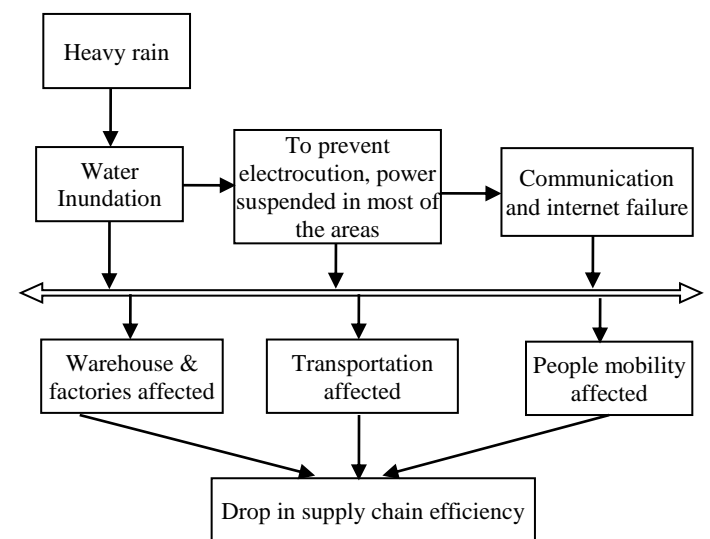 Heavy rain
Water
Inundation
To prevent
electrocution, power
suspended in most of
the areas
Communication
and internet failure
Warehouse &
factories affected
Transportation
affected
People mobility
affected
Drop in supply chain efficiency